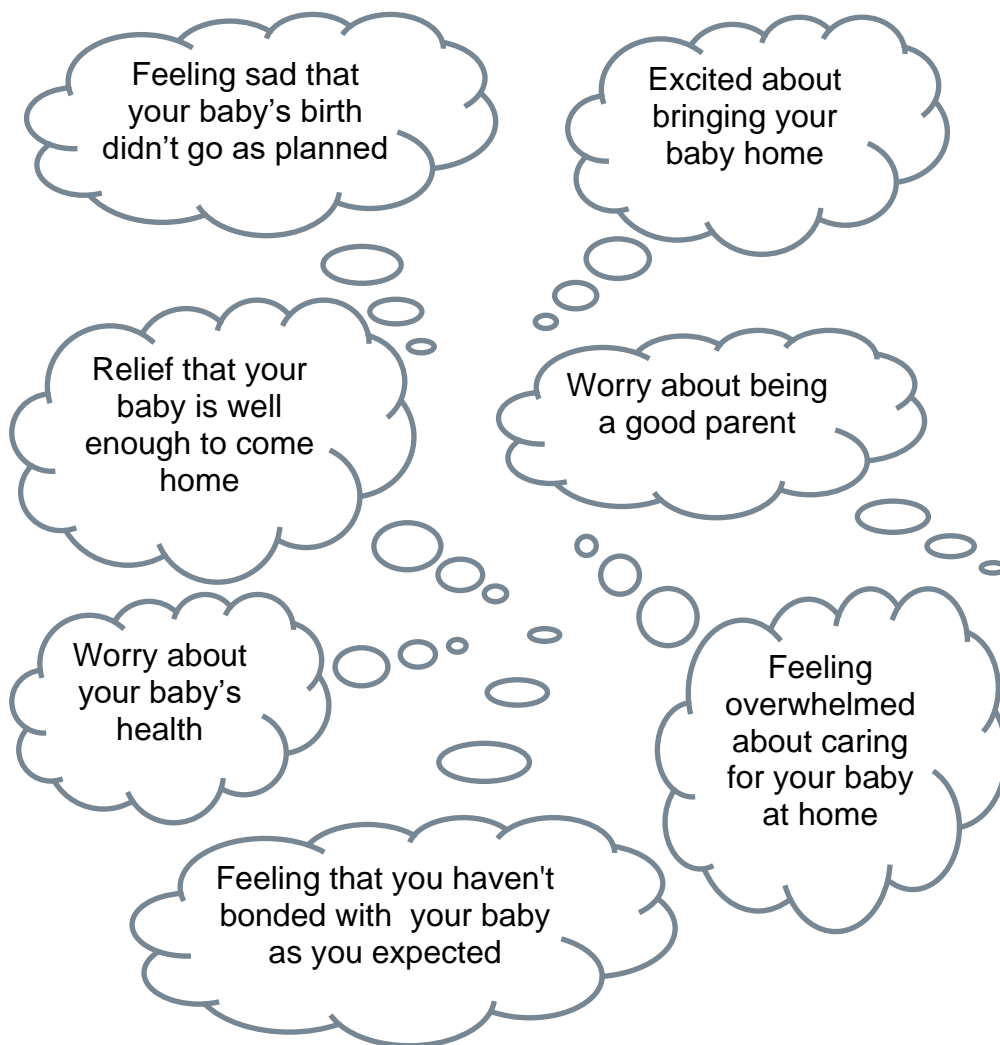 Feeling sad that
your baby’s birth
didn’t go as planned
Excited about
bringing your
baby home
Relief that your
baby is well
enough to come
home
Worry about being
a good parent
Worry about
your baby’s
health
Feeling
overwhelmed
about caring
for your baby
at home
Feeling that you haven't
bonded with  your baby
as you expected